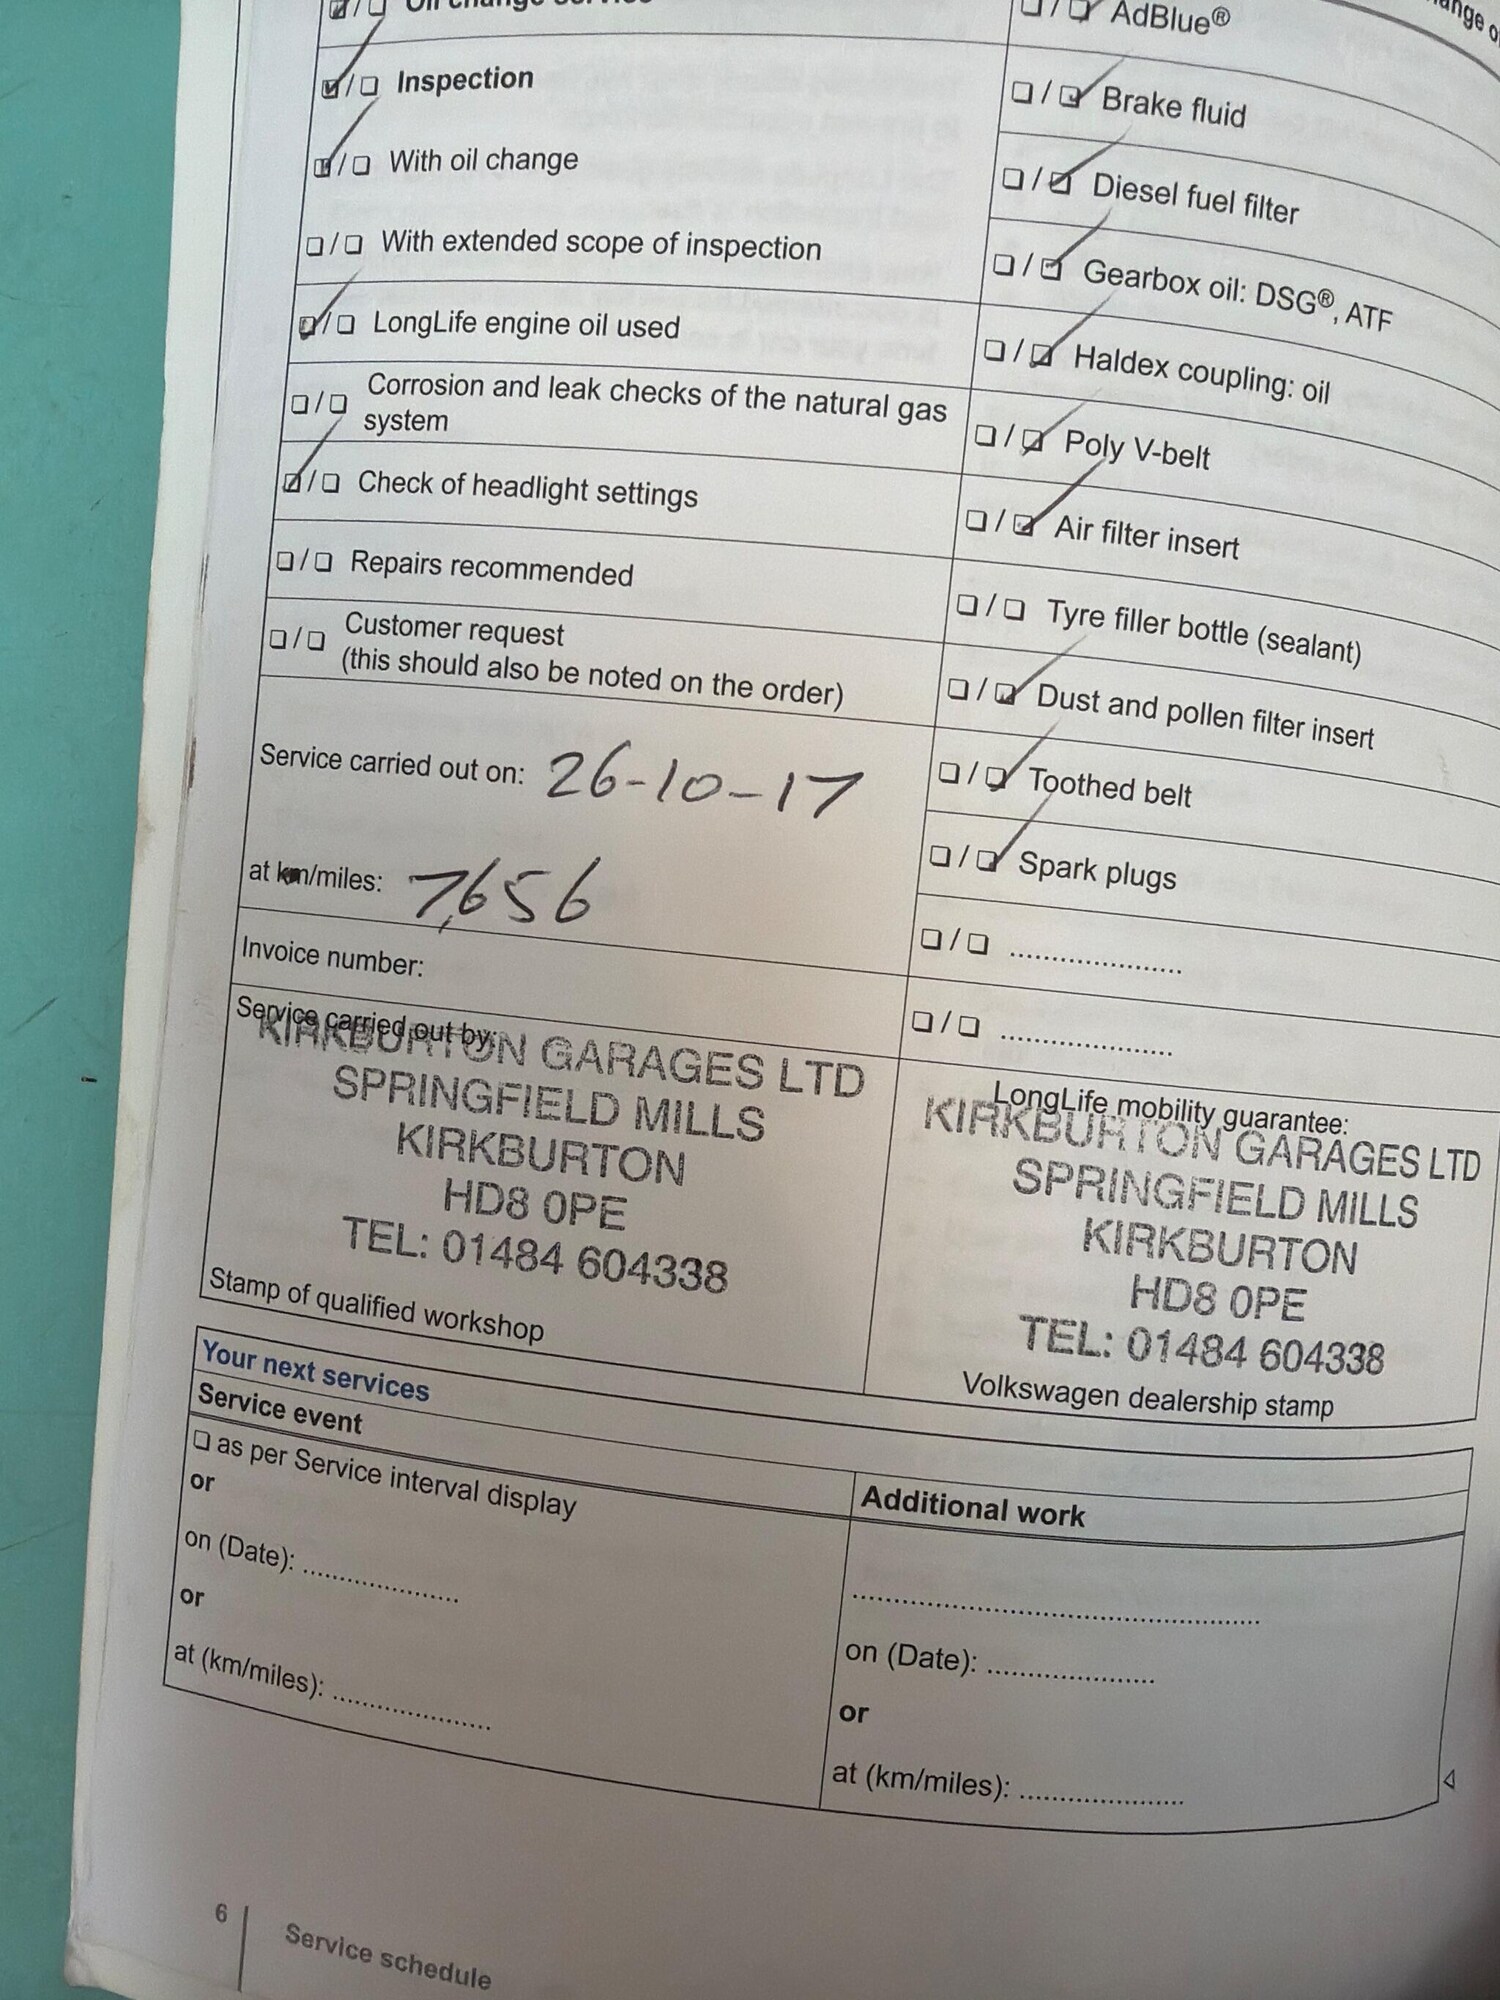 Oil change service
☑/☐ Inspection
☑/☐ With oil change
☐/☐ With extended scope of inspection
☑/☐ LongLife engine oil used
☐/☐ Corrosion and leak checks of the natural gas
system
☑/☐ Check of headlight settings
☐/☐ Repairs recommended
☐/☐ Customer request
(this should also be noted on the order)
Service carried out on: 26-10-17
at km/miles: 7,656
Invoice number:
Service carried out by:
KIRKBURTON GARAGES LTD
SPRINGFIELD MILLS
KIRKBURTON
HD8 0PE
TEL: 01484 604338
Stamp of qualified workshop
☐/☑ AdBlue®
☐/☑ Brake fluid
☐/☑ Diesel fuel filter
☐/☑ Gearbox oil: DSG®, ATF
☐/☑ Haldex coupling: oil
☐/☑ Poly V-belt
☐/☑ Air filter insert
☐/☐ Tyre filler bottle (sealant)
☐/☑ Dust and pollen filter insert
☐/☑ Toothed belt
☐/☑ Spark plugs
☐/☐ .....................
☐/☐ .....................
LongLife mobility guarantee:
KIRKBURTON GARAGES LTD
SPRINGFIELD MILLS
KIRKBURTON
HD8 0PE
TEL: 01484 604338
Volkswagen dealership stamp
Your next services
Service event
☐ as per Service interval display
or
on (Date): ...................
or
at (km/miles): ...................
Additional work
..................................................
on (Date): ....................
or
at (km/miles): ....................
6
Service schedule